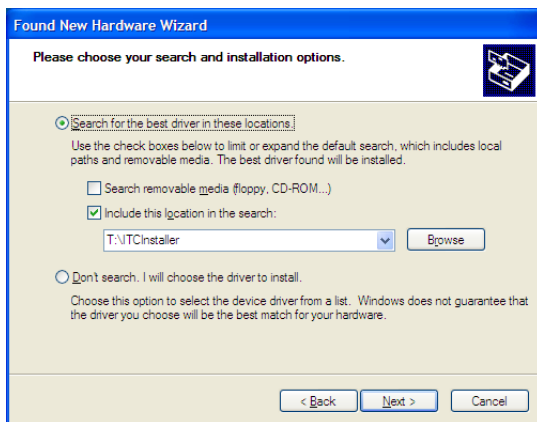 Found New Hardware Wizard
Please choose your search and installation options.
Search for the best driver in these locations.
Use the check boxes below to limit or expand the default search, which includes local
paths and removable media. The best driver found will be installed.
Search removable media (floppy, CD-ROM...)
Include this location in the search:
T:\ITCInstaller
Browse
Don't search. I will choose the driver to install.
Choose this option to select the device driver from a list. Windows does not guarantee that
the driver you choose will be the best match for your hardware.
< Back
Next >
Cancel